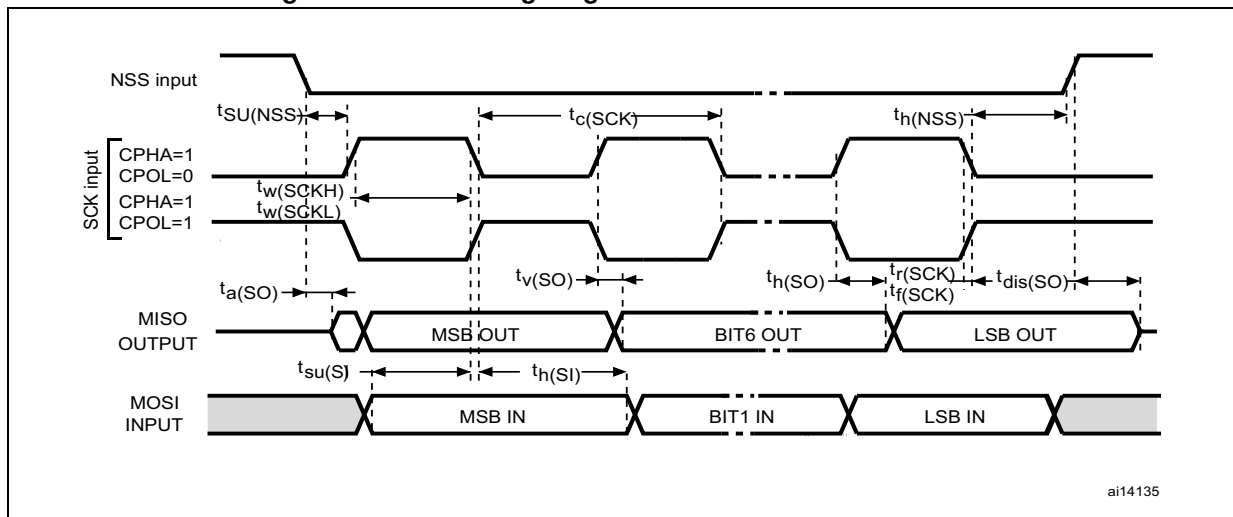 NSS input
tSU(NSS)
tc(SCK)
th(NSS)
SCK input
CPHA=1
CPOL=0
tw(SCKH)
CPHA=1
tw(SCKL)
CPOL=1
ta(SO)
tv(SO)
th(SO)
tr(SCK)
tf(SCK)
tdis(SO)
MISO
OUTPUT
MSB OUT
BIT6 OUT
LSB OUT
tsu(SI
th(SI)
MOSI
INPUT
MSB IN
BIT1 IN
LSB IN
ai14135